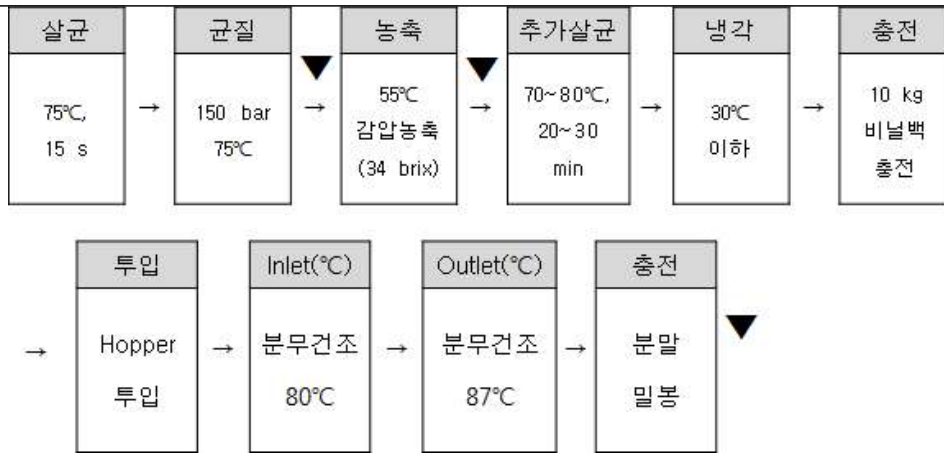 살균
75℃,
15 s
→
균질
150 bar
75℃
▼
→
농축
55℃
감압농축
(34 brix)
▼
→
추가살균
70~80℃,
20~30
min
→
냉각
30℃
이하
→
충전
10 kg
비닐백
충전
→
투입
Hopper
투입
→
Inlet(℃)
분무건조
80℃
→
Outlet(℃)
분무건조
87℃
→
충전
분말
밀봉
▼